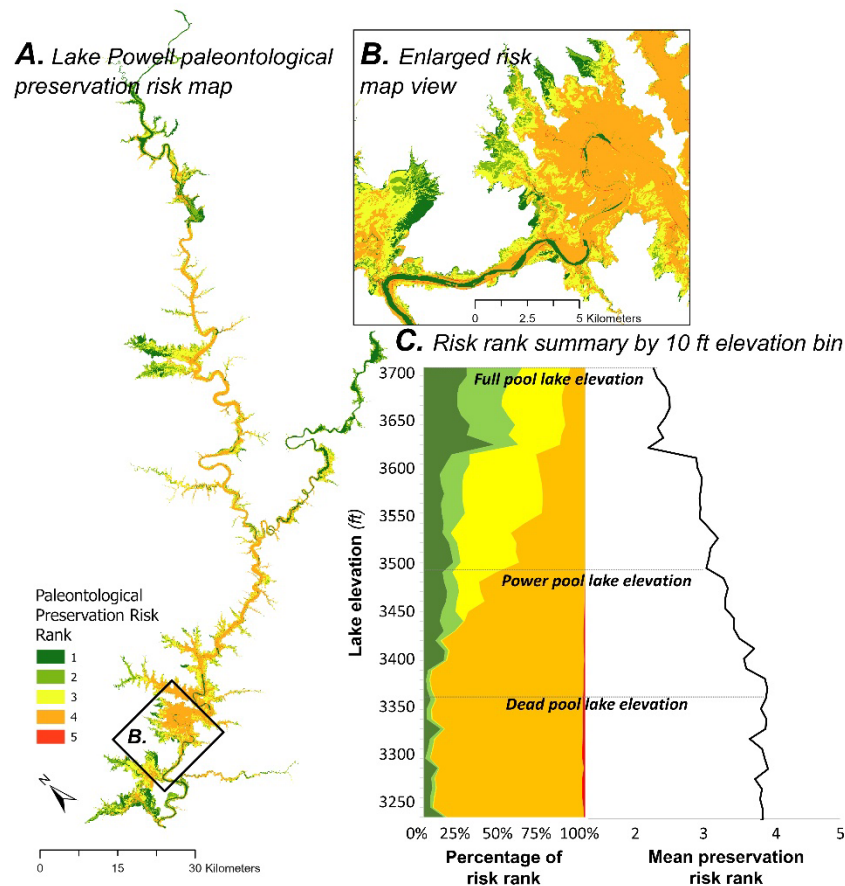 A. Lake Powell paleontological
preservation risk map
B. Enlarged risk
map view
0 2.5 5 Kilometers
C. Risk rank summary by 10 ft elevation bin
Paleontological
Preservation Risk
Rank
1
2
3
4
5
B.
N
0 15 30 Kilometers
Lake elevation (ft)
3700
3650
3600
3550
3500
3450
3400
3350
3300
3250
Full pool lake elevation
Power pool lake elevation
Dead pool lake elevation
0% 25% 50% 75% 100%
2 3 4 5
Percentage of
risk rank
Mean preservation
risk rank